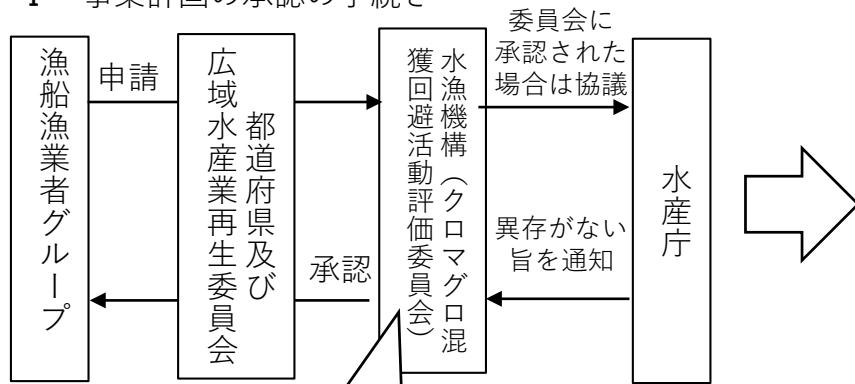 事業計画の承認の手続き
漁船漁業者グループ
申請
都道府県及び
広域水産業再生委員会
承認
水漁機構（クロマグロ混
獲回避活動評価委員会）
委員会に
承認された
場合は協議
異存がない
旨を通知
水産庁